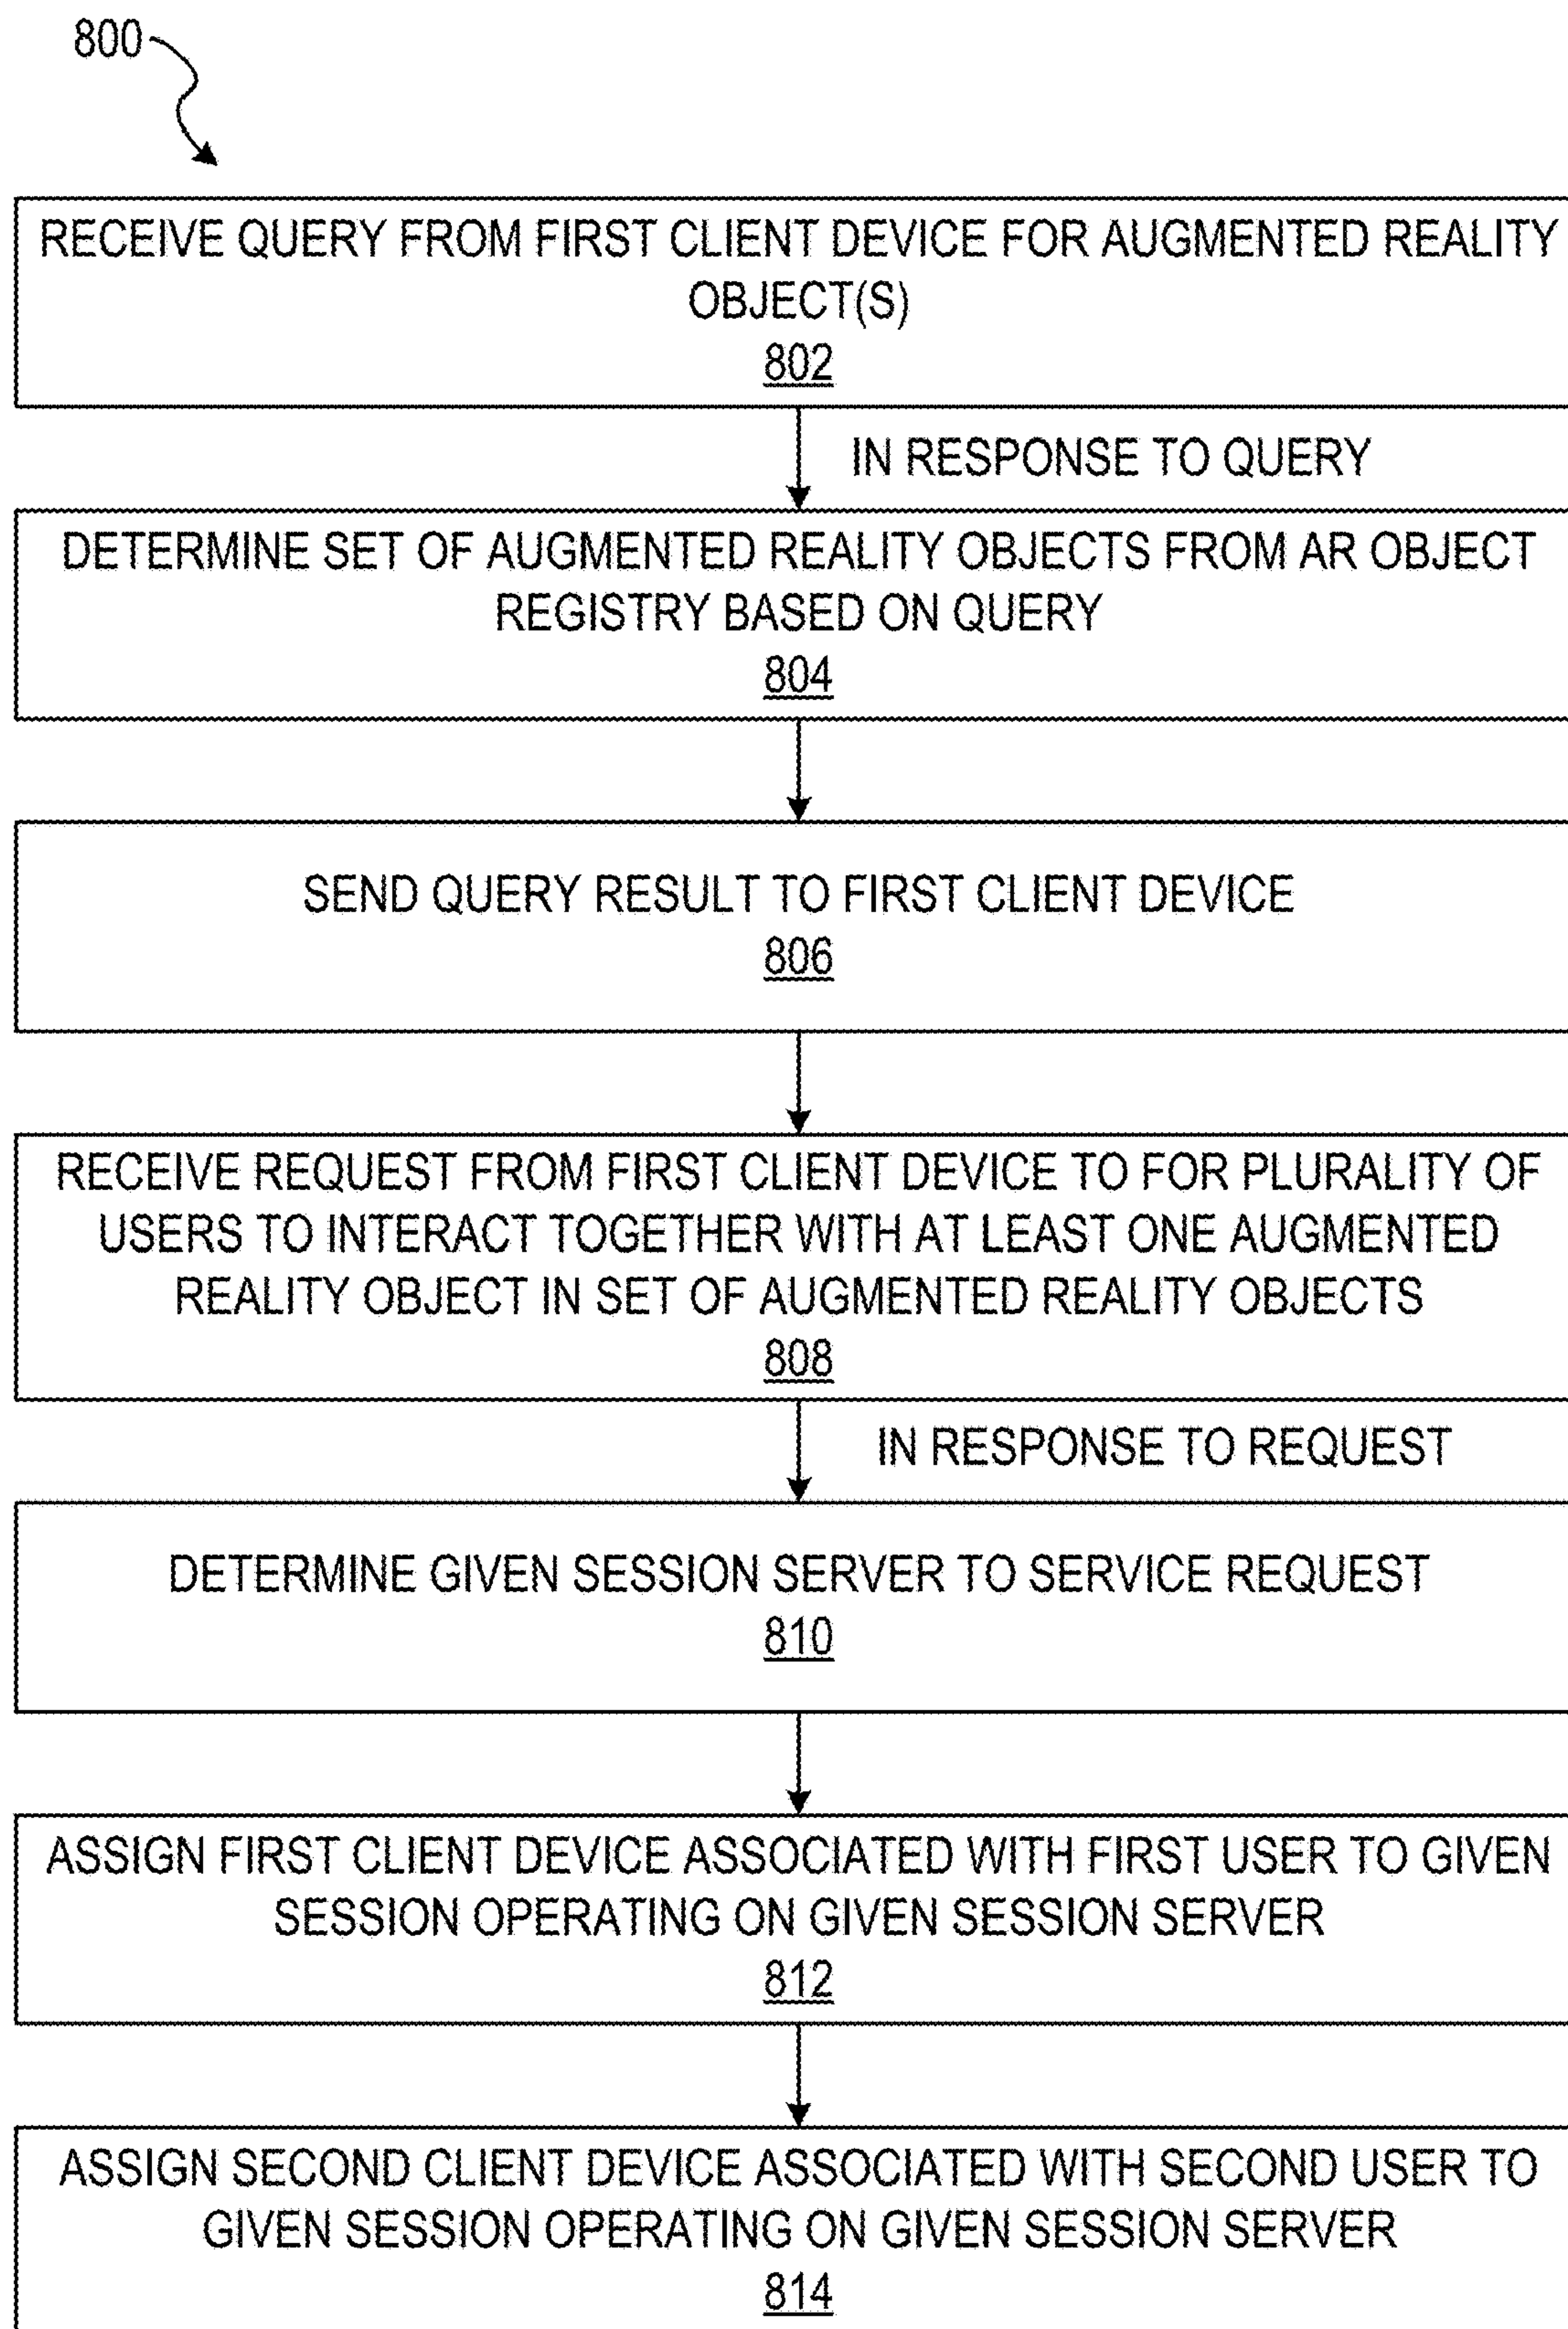 800
RECEIVE QUERY FROM FIRST CLIENT DEVICE FOR AUGMENTED REALITY
OBJECT(S)
802
IN RESPONSE TO QUERY
DETERMINE SET OF AUGMENTED REALITY OBJECTS FROM AR OBJECT
REGISTRY BASED ON QUERY
804
SEND QUERY RESULT TO FIRST CLIENT DEVICE
806
RECEIVE REQUEST FROM FIRST CLIENT DEVICE TO FOR PLURALITY OF
USERS TO INTERACT TOGETHER WITH AT LEAST ONE AUGMENTED
REALITY OBJECT IN SET OF AUGMENTED REALITY OBJECTS
808
IN RESPONSE TO REQUEST
DETERMINE GIVEN SESSION SERVER TO SERVICE REQUEST
810
ASSIGN FIRST CLIENT DEVICE ASSOCIATED WITH FIRST USER TO GIVEN
SESSION OPERATING ON GIVEN SESSION SERVER
812
ASSIGN SECOND CLIENT DEVICE ASSOCIATED WITH SECOND USER TO
GIVEN SESSION OPERATING ON GIVEN SESSION SERVER
814